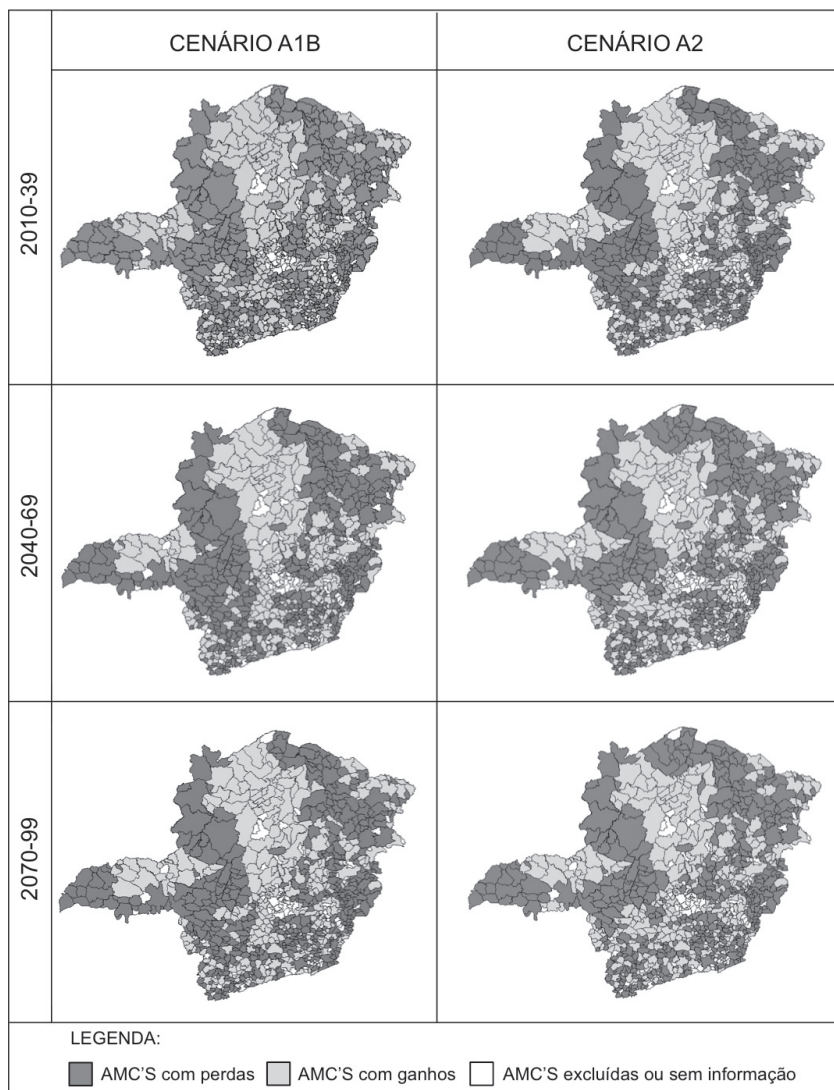 CENÁRIO A1B
CENÁRIO A2
2010-39
2040-69
2070-99
LEGENDA:
AMC'S com perdas
AMC'S com ganhos
AMC'S excluídas ou sem informação